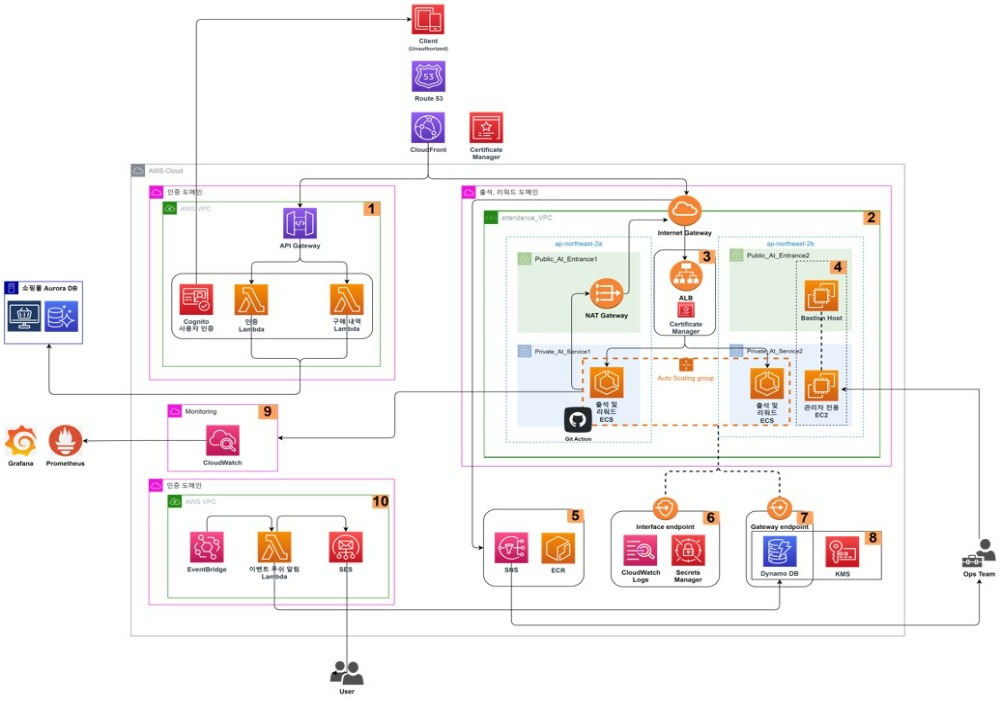 Client
(Unauthorized)
53
Route 53
CloudFront
Certificate
Manager
AWS Cloud
인증 도메인
AWS VPC
1
API Gateway
Cognito
사용자 인증
인증
Lambda
구매 내역
Lambda
쇼핑몰 Aurora DB
출석, 리워드 도메인
attendance_VPC
2
Internet Gateway
ap-northeast-2a
ap-northeast-2b
Public_At_Entrance1
Public_At_Entrance2
3
4
NAT Gateway
ALB
Certificate
Manager
Bastion Host
Private_At_Service1
Private_At_Service2
Auto Scaling group
출석 및
리워드
ECS
출석 및
리워드
ECS
관리자 전용
EC2
Git Action
Monitoring
9
CloudWatch
Grafana
Prometheus
인증 도메인
AWS VPC
10
EventBridge
이벤트 푸쉬 알림
Lambda
SES
5
SNS
ECR
Interface endpoint
6
CloudWatch
Logs
Secrets
Manager
Gateway endpoint
7
8
Dynamo DB
KMS
Ops Team
User